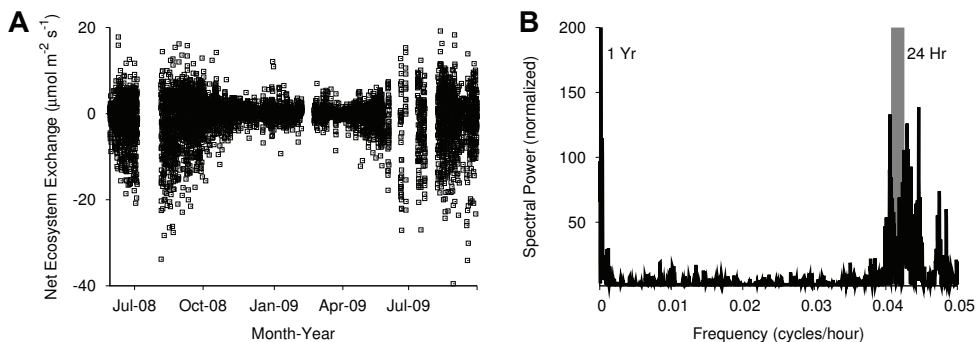 A
Net Ecosystem Exchange (μmol m⁻² s⁻¹)
20
0
-20
-40
Jul-08 Oct-08 Jan-09 Apr-09 Jul-09
Month-Year
B
Spectral Power (normalized)
200
150
100
50
1 Yr
24 Hr
0 0.01 0.02 0.03 0.04 0.05
Frequency (cycles/hour)